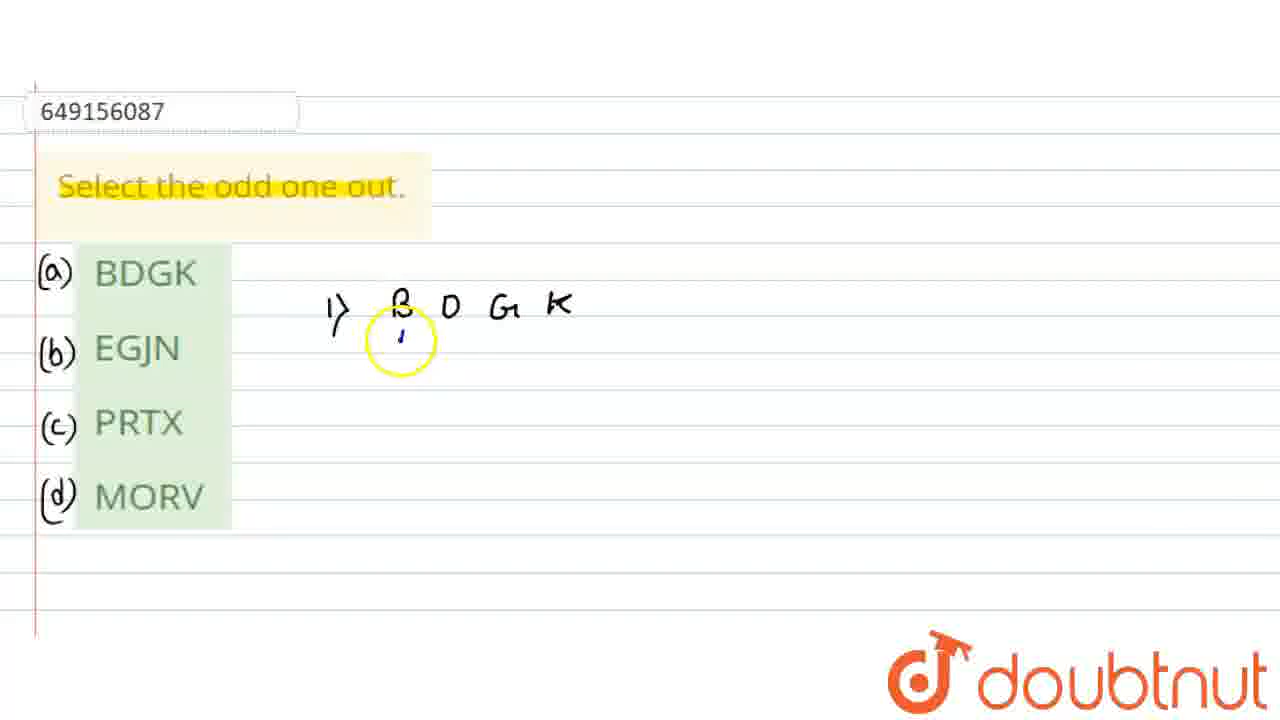 649156087
Select the odd one out.
(a) BDGK
1) B D G K
(b) EGJN
(c) PRTX
(d) MORV
doubtnut